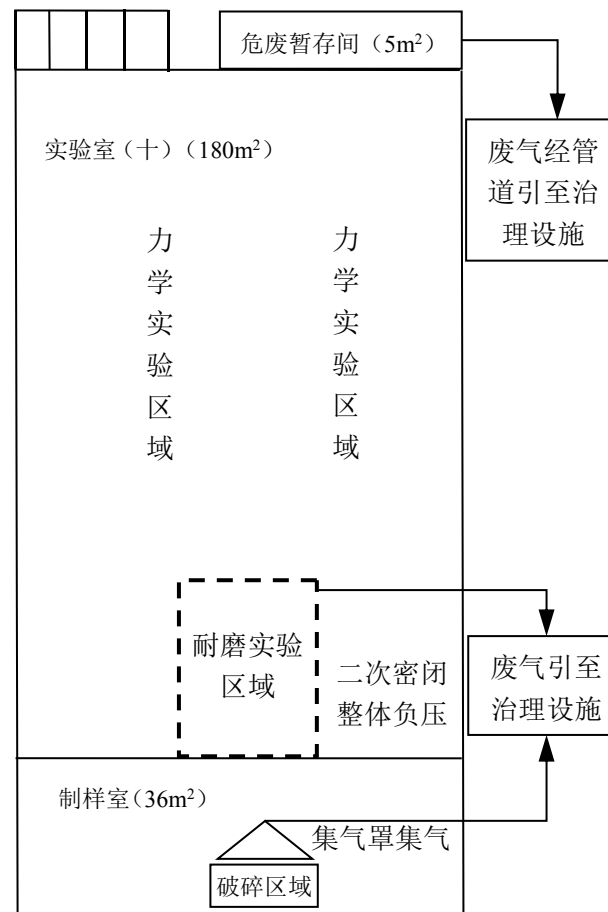 危废暂存间（5m²）
实验室（十）（180m²）
废气经管
道引至治
理设施
力学实验区域
力学实验区域
耐磨实验
区域
二次密闭
整体负压
废气引至
治理设施
制样室（36m²）
集气罩集气
破碎区域